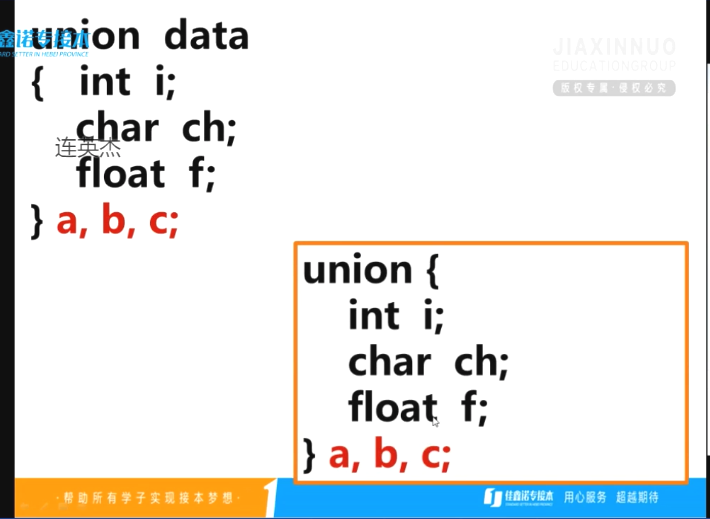 鑫诺专接本
union data
{ int i;
char ch;
连英杰
float f;
} a, b, c;
JIAXINNUO
EDUCATIONGROUP
版权专属·侵权必究
union {
int i;
char ch;
float f;
} a, b, c;
·帮助所有学子实现接本梦想·
佳鑫诺专接本
用心服务 超越期待